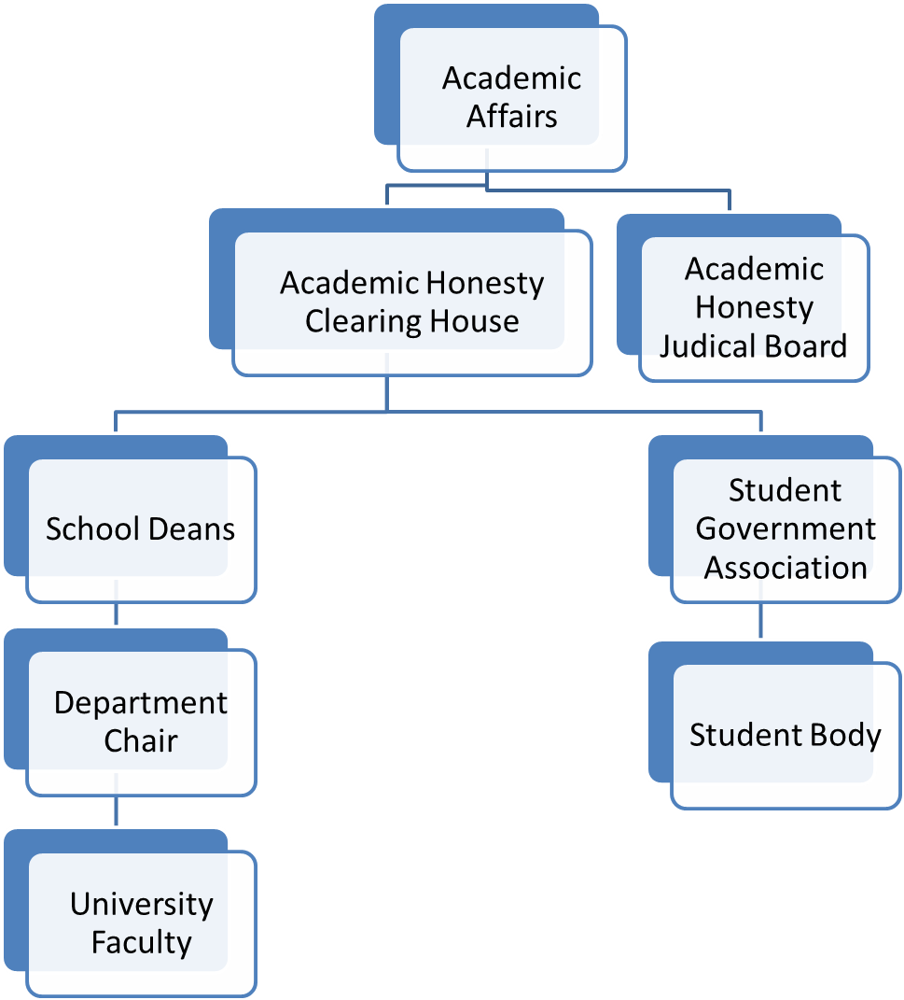 Academic
Affairs
Academic Honesty
Clearing House
Academic
Honesty
Judical Board
School Deans
Student
Government
Association
Department
Chair
Student Body
University
Faculty